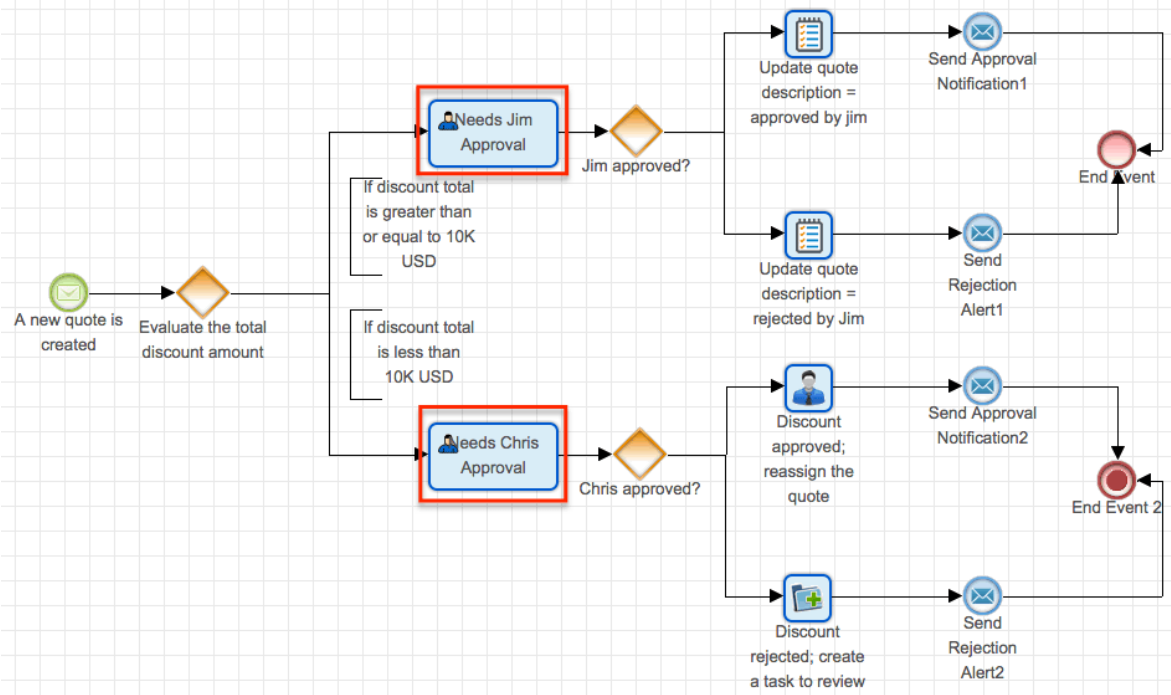 Update quote
description =
approved by jim
Send Approval
Notification1
Needs Jim
Approval
Jim approved?
End Event
If discount total
is greater than
or equal to 10K
USD
Update quote
description =
rejected by Jim
Send
Rejection
Alert1
A new quote is
created
Evaluate the total
discount amount
If discount total
is less than
10K USD
Needs Chris
Approval
Chris approved?
Discount
approved;
reassign the
quote
Send Approval
Notification2
End Event 2
Discount
rejected; create
a task to review
Send
Rejection
Alert2